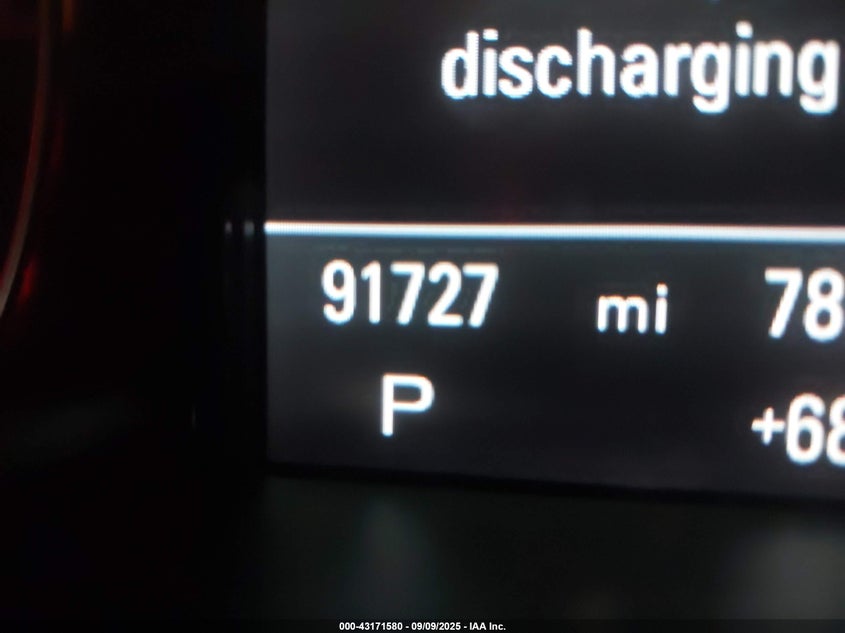 discharging
91727 mi 78
P +68
000-43171580 - 09/09/2025 - IAA Inc.